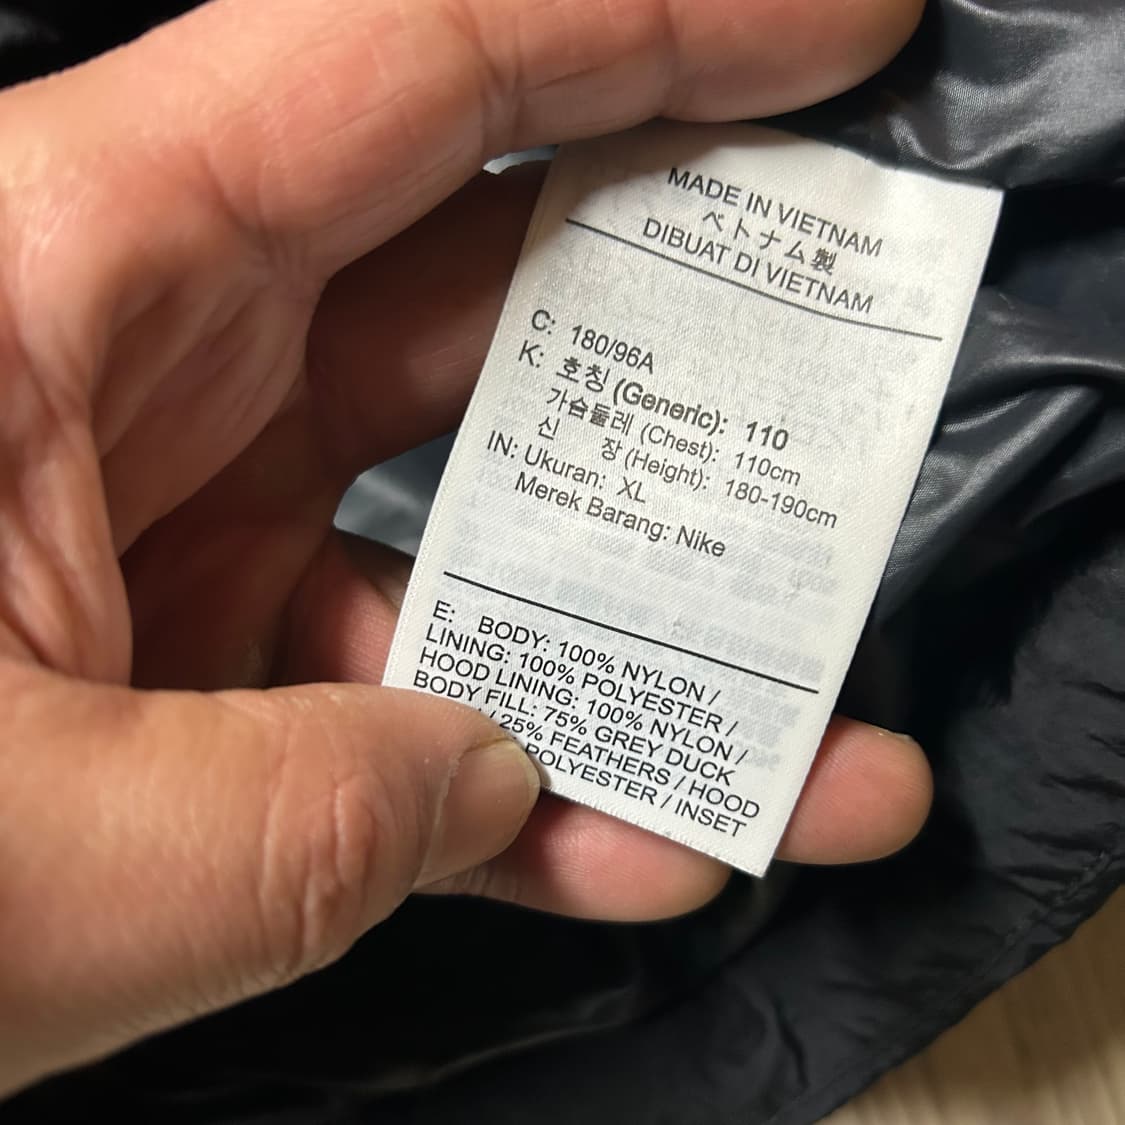 MADE IN VIETNAM
ベトナム製
DIBUAT DI VIETNAM
C: 180/96A
K: 호칭 (Generic): 110
가슴둘레 (Chest): 110cm
신 장 (Height): 180-190cm
IN: Ukuran: XL
Merek Barang: Nike
E: BODY: 100% NYLON /
LINING: 100% POLYESTER /
HOOD LINING: 100% NYLON /
BODY FILL: 75% GREY DUCK
/ 25% FEATHERS / HOOD
POLYESTER / INSET